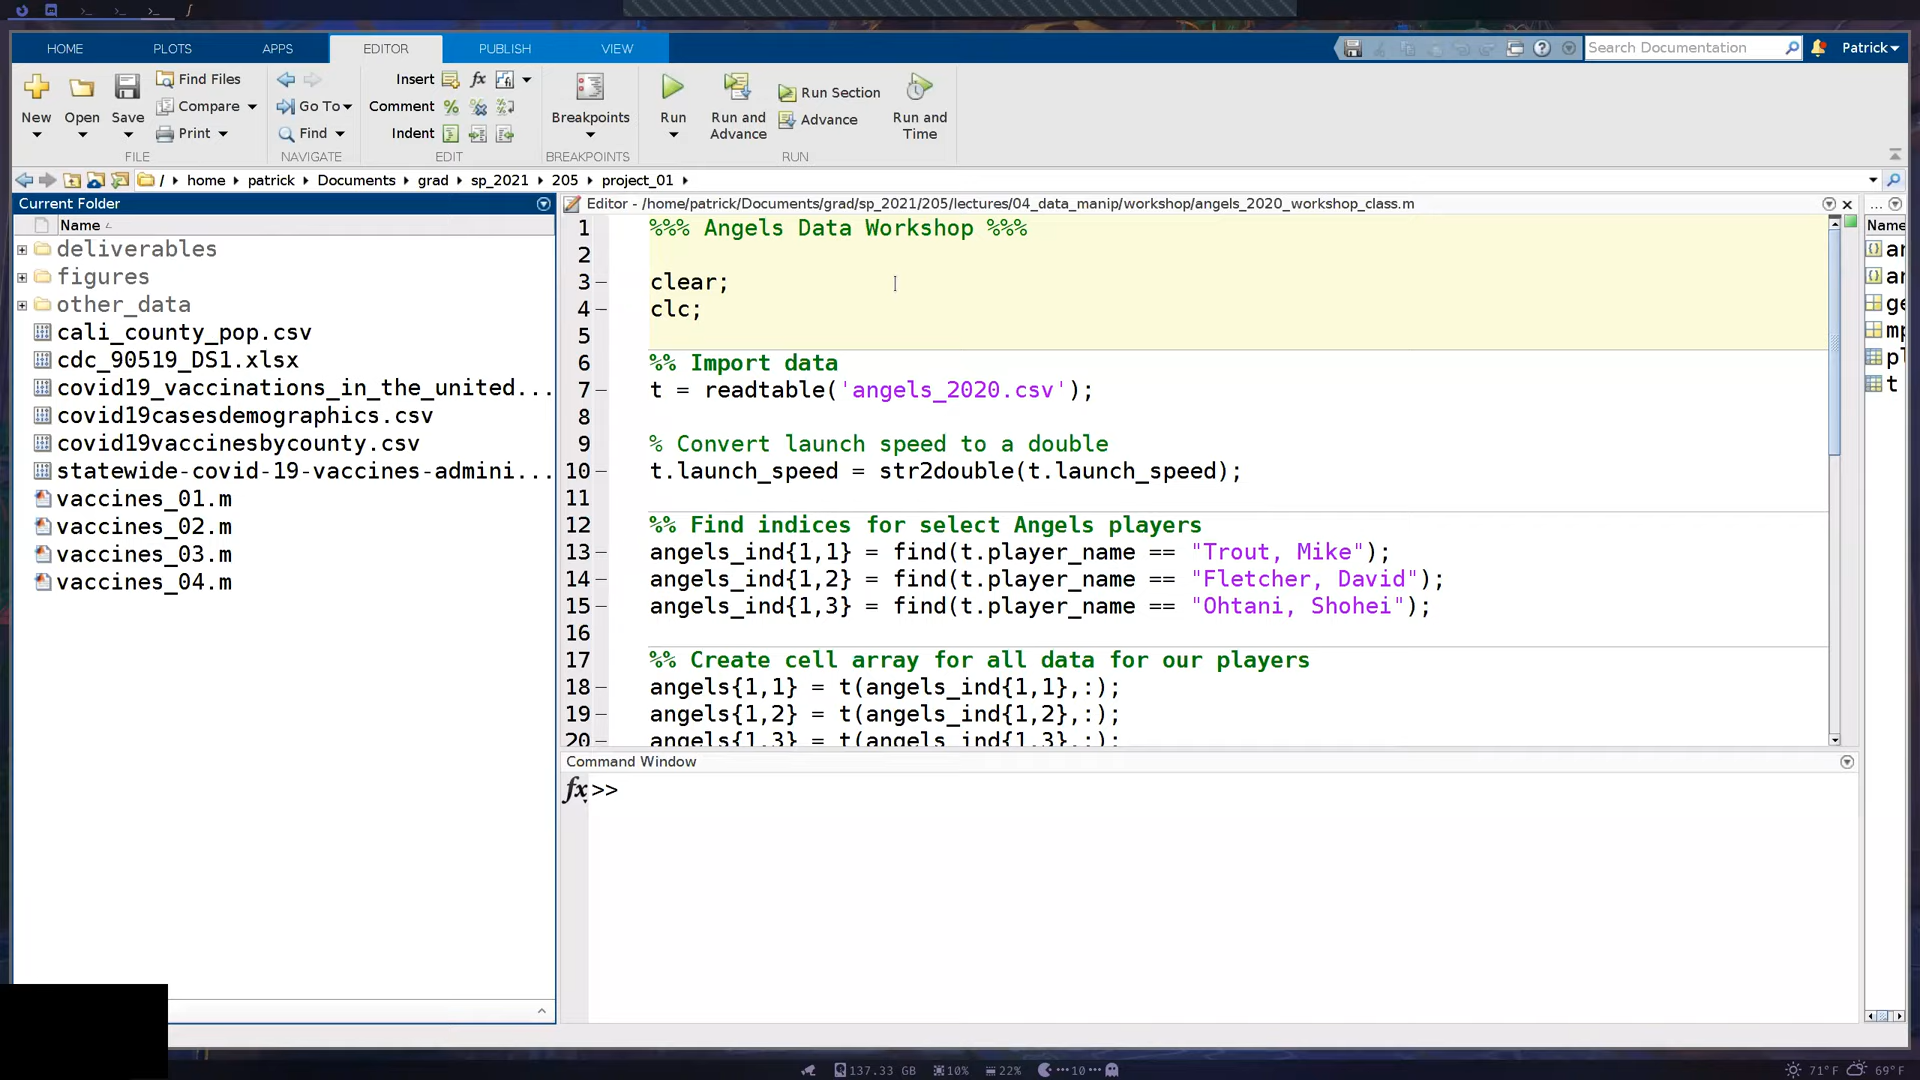 HOME PLOTS APPS EDITOR PUBLISH VIEW
Search Documentation
Patrick
New
Open
Save
Find Files
Compare
Print
FILE
Go To
Find
NAVIGATE
Insert fx
Comment % %
Indent
EDIT
Breakpoints
BREAKPOINTS
Run
Run and Advance
Run Section
Advance
Run and Time
RUN
/ home patrick Documents grad sp_2021 205 project_01
Current Folder
Name
deliverables
figures
other_data
cali_county_pop.csv
cdc_90519_DS1.xlsx
covid19_vaccinations_in_the_united...
covid19casesdemographics.csv
covid19vaccinesbycounty.csv
statewide-covid-19-vaccines-admini...
vaccines_01.m
vaccines_02.m
vaccines_03.m
vaccines_04.m
Editor - /home/patrick/Documents/grad/sp_2021/205/lectures/04_data_manip/workshop/angels_2020_workshop_class.m
1 %%% Angels Data Workshop %%%
2
3 clear;
4 clc;
5
6 %% Import data
7 t = readtable('angels_2020.csv');
8
9 % Convert launch speed to a double
10 t.launch_speed = str2double(t.launch_speed);
11
12 %% Find indices for select Angels players
13 angels_ind{1,1} = find(t.player_name == "Trout, Mike");
14 angels_ind{1,2} = find(t.player_name == "Fletcher, David");
15 angels_ind{1,3} = find(t.player_name == "Ohtani, Shohei");
16
17 %% Create cell array for all data for our players
18 angels{1,1} = t(angels_ind{1,1},:);
19 angels{1,2} = t(angels_ind{1,2},:);
20 angels{1,3} = t(angels_ind{1,3},:);
Command Window
fx >>
...
Name
an
an
ge
mp
pl
t
137.33 GB 10% 22% ···10··· 71°F 69°F